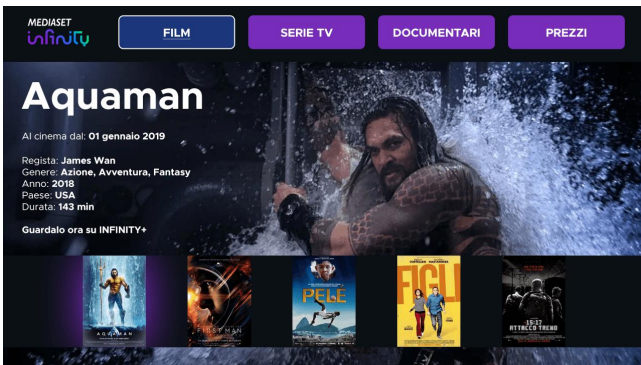 MEDIASET
infinity
FILM
SERIE TV
DOCUMENTARI
PREZZI
Aquaman
Al cinema dal: 01 gennaio 2019
Regista: James Wan
Genere: Azione, Avventura, Fantasy
Anno: 2018
Paese: USA
Durata: 143 min
Guardalo ora su INFINITY+
AQUAMAN
FIRST MAN
PELÉ
FIGLI
15:17
ATTACCO AL TRENO